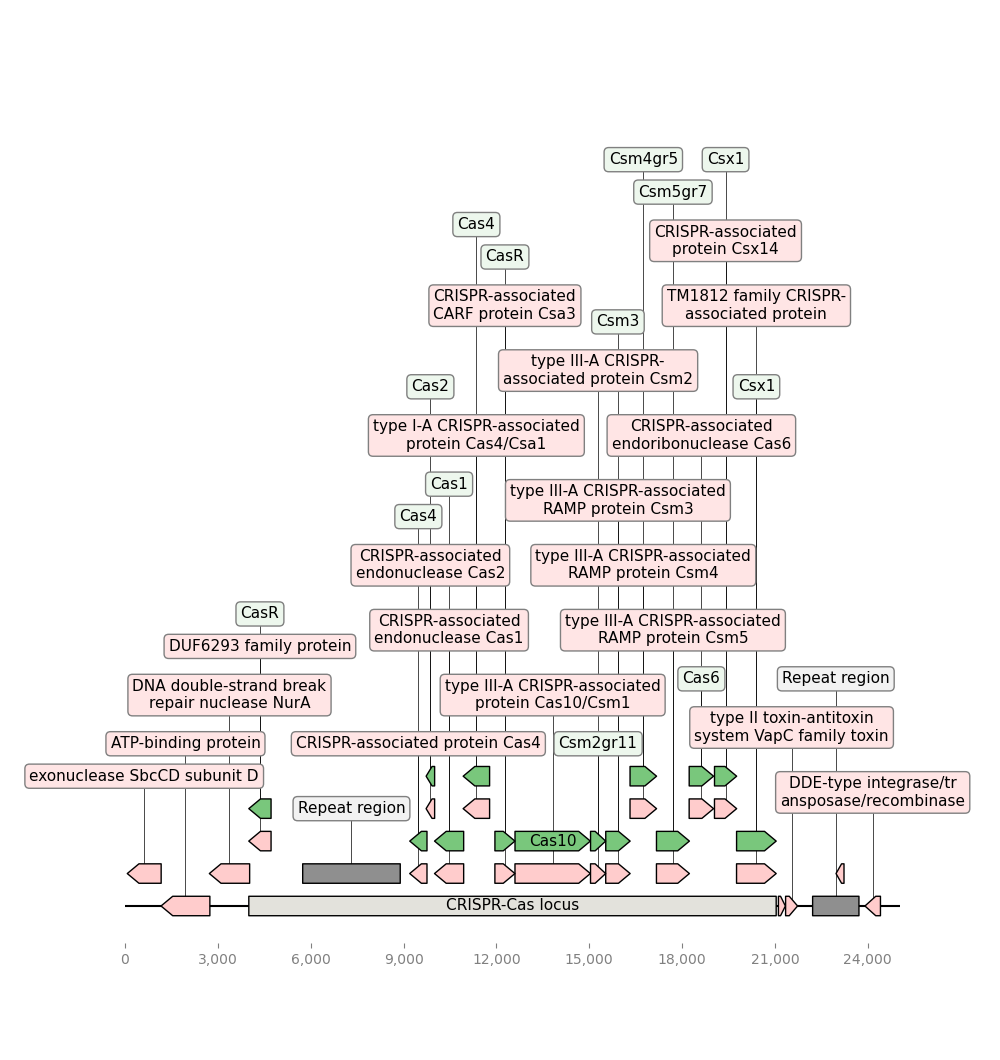 Csm4gr5
Csx1
Csm5gr7
Cas4
CRISPR-associated
protein Csx14
CasR
CRISPR-associated
CARF protein Csa3
TM1812 family CRISPR-
associated protein
Csm3
type III-A CRISPR-
associated protein Csm2
Cas2
Csx1
type I-A CRISPR-associated
protein Cas4/Csa1
CRISPR-associated
endoribonuclease Cas6
Cas1
type III-A CRISPR-associated
RAMP protein Csm3
Cas4
CRISPR-associated
endonuclease Cas2
type III-A CRISPR-associated
RAMP protein Csm4
CasR
CRISPR-associated
endonuclease Cas1
type III-A CRISPR-associated
RAMP protein Csm5
DUF6293 family protein
Cas6
Repeat region
DNA double-strand break
repair nuclease NurA
type III-A CRISPR-associated
protein Cas10/Csm1
type II toxin-antitoxin
system VapC family toxin
ATP-binding protein
CRISPR-associated protein Cas4
Csm2gr11
exonuclease SbcCD subunit D
DDE-type integrase/tr
ansposase/recombinase
Repeat region
Cas10
CRISPR-Cas locus
0
3,000
6,000
9,000
12,000
15,000
18,000
21,000
24,000